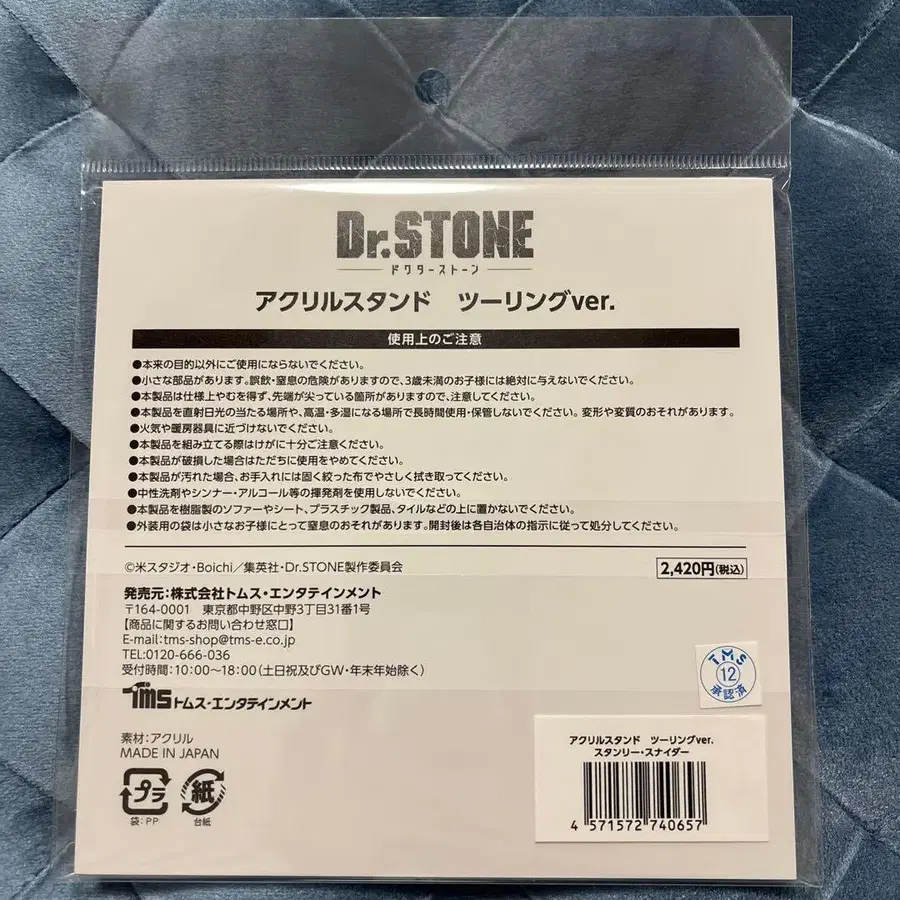 Dr.STONE
ドクターストーン
アクリルスタンド　ツーリングver.
使用上のご注意
●本来の目的以外にご使用にならないでください。
●小さな部品があります。誤飲・窒息の危険がありますので、3歳未満のお子様には絶対に与えないでください。
●本製品は仕様上やむを得ず、先端が尖っている箇所がありますので、注意してください。
●本製品を直射日光の当たる場所や、高温・多湿になる場所で長時間使用・保管しないでください。変形や変質のおそれがあります。
●火気や暖房器具に近づけないでください。
●本製品を組み立てる際はけがに十分ご注意ください。
●本製品が破損した場合はただちに使用をやめてください。
●本製品が汚れた場合、お手入れには固く絞った布でやさしく拭き取ってください。
●中性洗剤やシンナー・アルコール等の揮発剤を使用しないでください。
●本製品を樹脂製のソファーやシート、プラスチック製品、タイルなどの上に置かないでください。
●外装用の袋は小さなお子様にとって窒息のおそれがあります。開封後は各自治体の指示に従って処分してください。
©米スタジオ・Boichi／集英社・Dr.STONE製作委員会
2,420円(税込)
発売元：株式会社トムス・エンタテインメント
〒164-0001　東京都中野区中野3丁目31番1号
【商品に関するお問い合わせ窓口】
E-mail:tms-shop@tms-e.co.jp
TEL:0120-666-036
受付時間：10:00～18:00（土日祝及びGW・年末年始除く）
TMS
12
承認済
tms トムス・エンタテインメント
素材：アクリル
MADE IN JAPAN
プラ
袋：PP
紙
台紙
アクリルスタンド　ツーリングver.
スタンリー・スナイダー
4 571572 740657